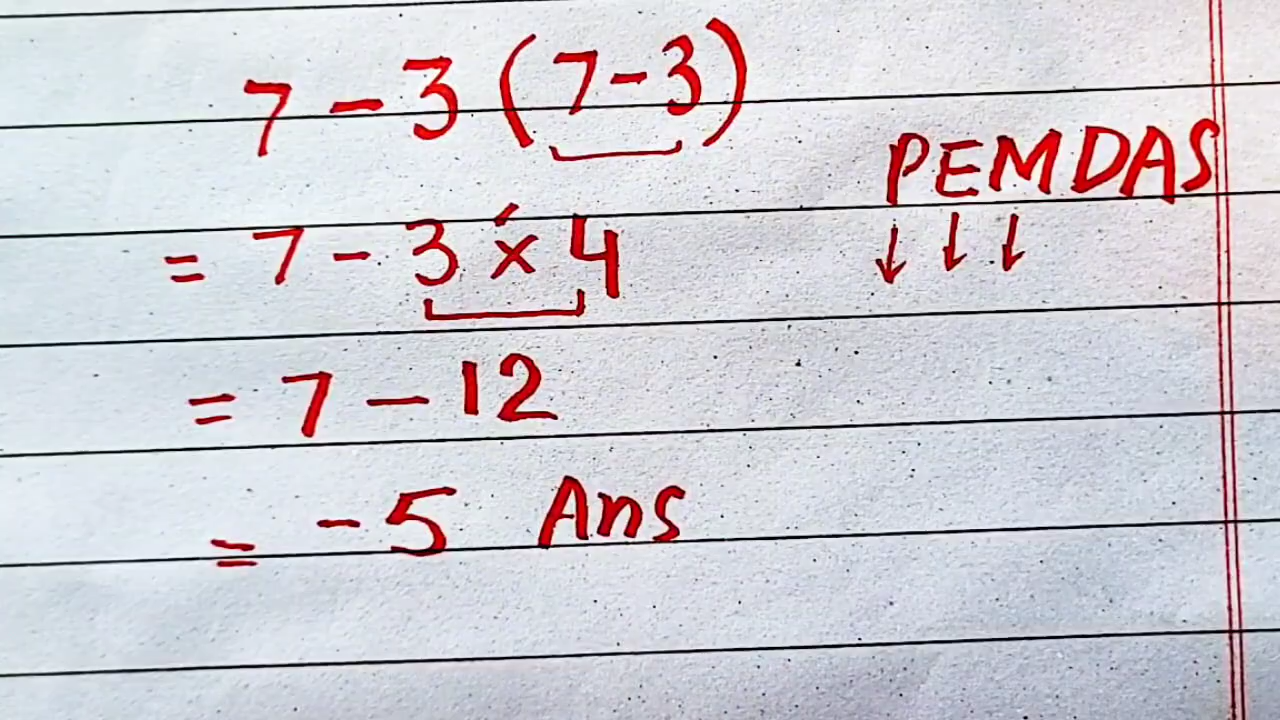 7 - 3 (7-3)
PEMDAS
↓ ↓ ↓
= 7 - 3 × 4
= 7 - 12
= -5 Ans